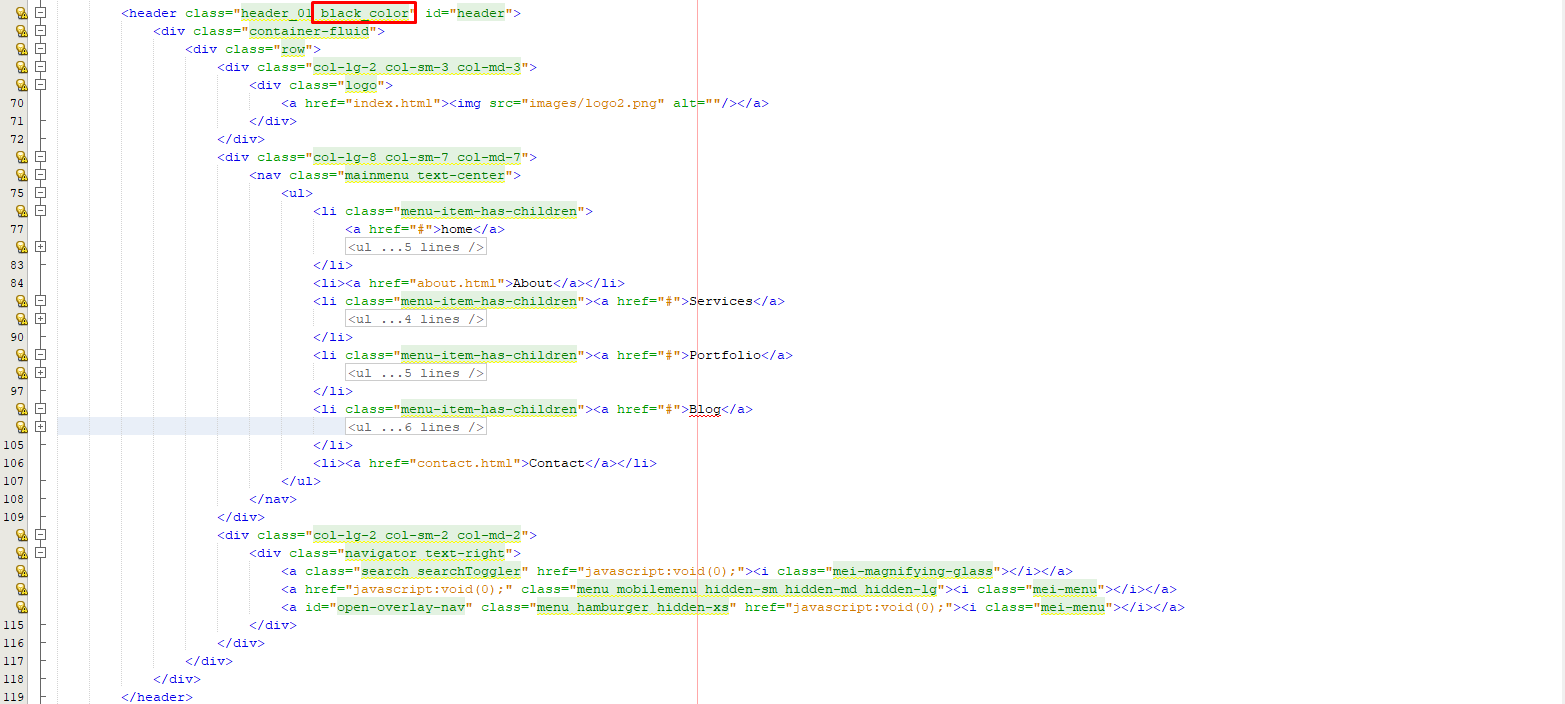 <header class="header_01 black_color" id="header">
<div class="container-fluid">
<div class="row">
<div class="col-lg-2 col-sm-3 col-md-3">
<div class="logo">
70 <a href="index.html"><img src="images/logo2.png" alt=""/></a>
71 </div>
72 </div>
<div class="col-lg-8 col-sm-7 col-md-7">
<nav class="mainmenu text-center">
75 <ul>
<li class="menu-item-has-children">
77 <a href="#">home</a>
<ul ...5 lines />
83 </li>
84 <li><a href="about.html">About</a></li>
<li class="menu-item-has-children"><a href="#">Services</a>
<ul ...4 lines />
90 </li>
<li class="menu-item-has-children"><a href="#">Portfolio</a>
<ul ...5 lines />
97 </li>
<li class="menu-item-has-children"><a href="#">Blog</a>
<ul ...6 lines />
105 </li>
106 <li><a href="contact.html">Contact</a></li>
107 </ul>
108 </nav>
109 </div>
<div class="col-lg-2 col-sm-2 col-md-2">
<div class="navigator text-right">
<a class="search searchToggler" href="javascript:void(0);"><i class="mei-magnifying-glass"></i></a>
<a href="javascript:void(0);" class="menu mobilemenu hidden-sm hidden-md hidden-lg"><i class="mei-menu"></i></a>
<a id="open-overlay-nav" class="menu hamburger hidden-xs" href="javascript:void(0);"><i class="mei-menu"></i></a>
115 </div>
116 </div>
117 </div>
118 </div>
119 </header>